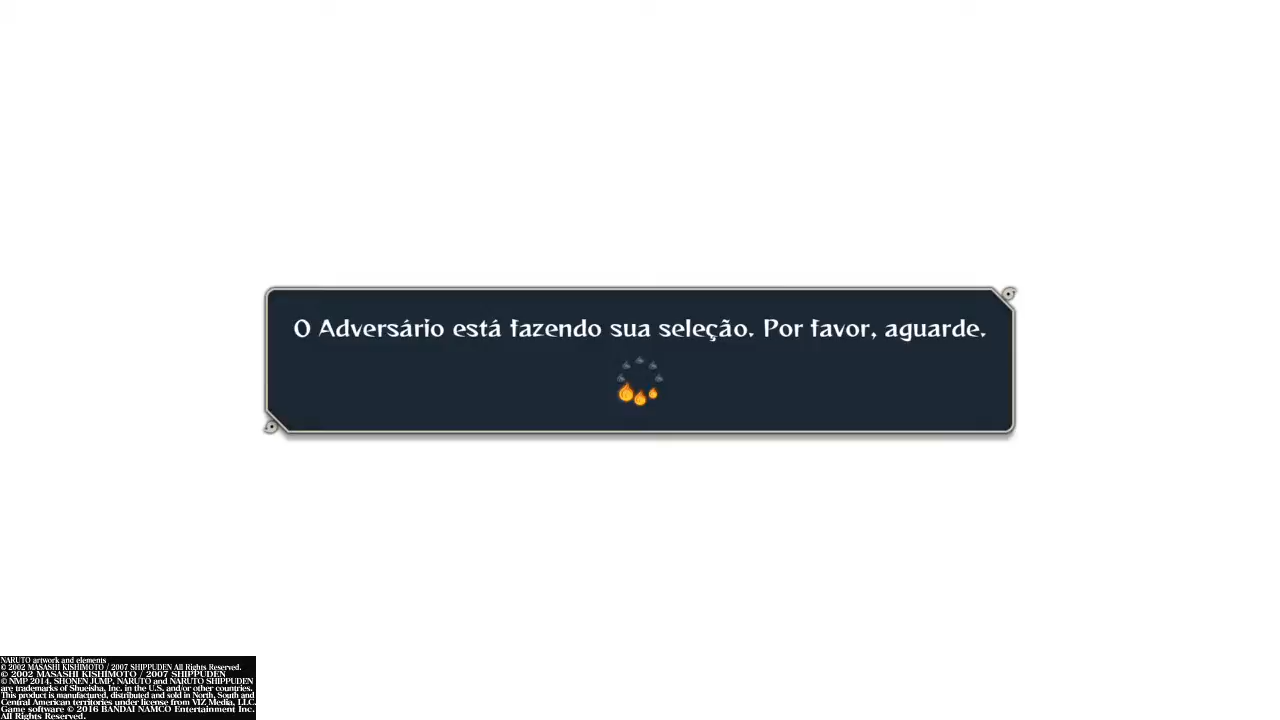 O Adversário está fazendo sua seleção. Por favor, aguarde.
NARUTO artwork and elements
© 2002 MASASHI KISHIMOTO / 2007 SHIPPUDEN All Rights Reserved.
© 2002 MASASHI KISHIMOTO / 2007 SHIPPUDEN
© NMP 2014, SHONEN JUMP, NARUTO and NARUTO SHIPPUDEN
are trademarks of Shueisha, Inc. in the U.S. and/or other countries.
This product is manufactured, distributed and sold in North, South and
Central American territories under license from VIZ Media, LLC.
Game software © 2016 BANDAI NAMCO Entertainment Inc.
All Rights Reserved.